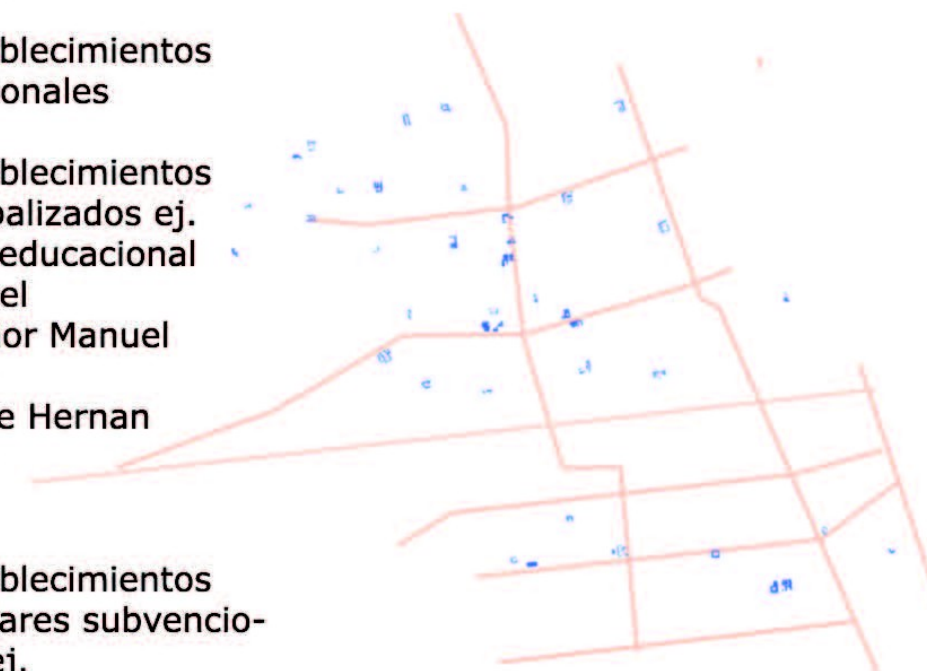 blecimientos
onales
blecimientos
palizados ej.
educacional
el
or Manuel
e Hernan
blecimientos
ares subvencio-
ej.